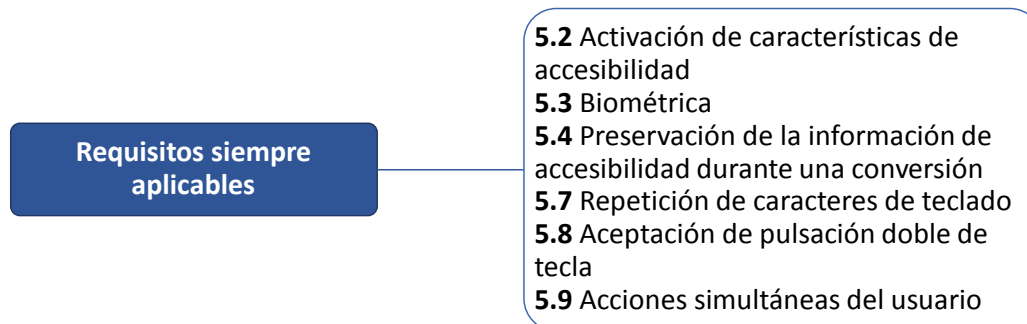 Requisitos siempre
aplicables
5.2 Activación de características de
accesibilidad
5.3 Biométrica
5.4 Preservación de la información de
accesibilidad durante una conversión
5.7 Repetición de caracteres de teclado
5.8 Aceptación de pulsación doble de
tecla
5.9 Acciones simultáneas del usuario